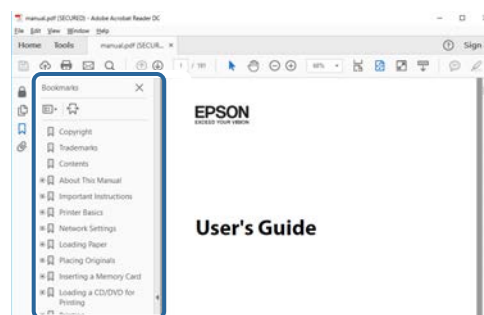 manual.pdf (SECURED) - Adobe Acrobat Reader DC
File Edit View Window Help
Home Tools manual.pdf (SECUR... ×
Sign
1 / 181
Bookmarks
Copyright
Trademarks
Contents
About This Manual
Important Instructions
Printer Basics
Network Settings
Loading Paper
Placing Originals
Inserting a Memory Card
Loading a CD/DVD for
Printing
EPSON
EXCEED YOUR VISION
User's Guide